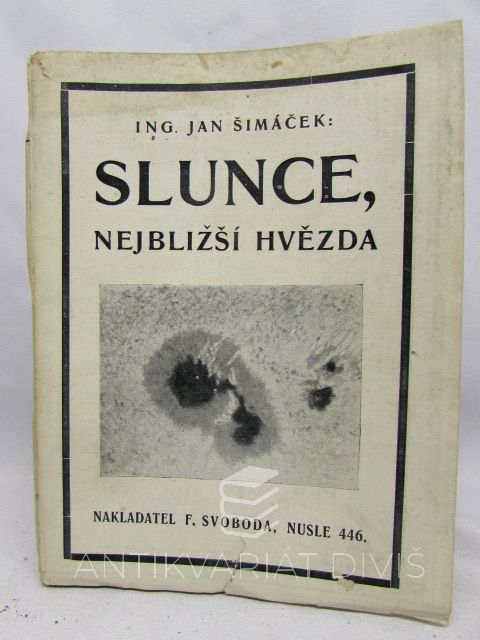 ING. JAN ŠIMÁČEK:
SLUNCE,
NEJBLIŽŠÍ HVĚZDA
NAKLADATEL F. SVOBODA, NUSLE 446.
ANTIKVARIÁT DIVIŠ